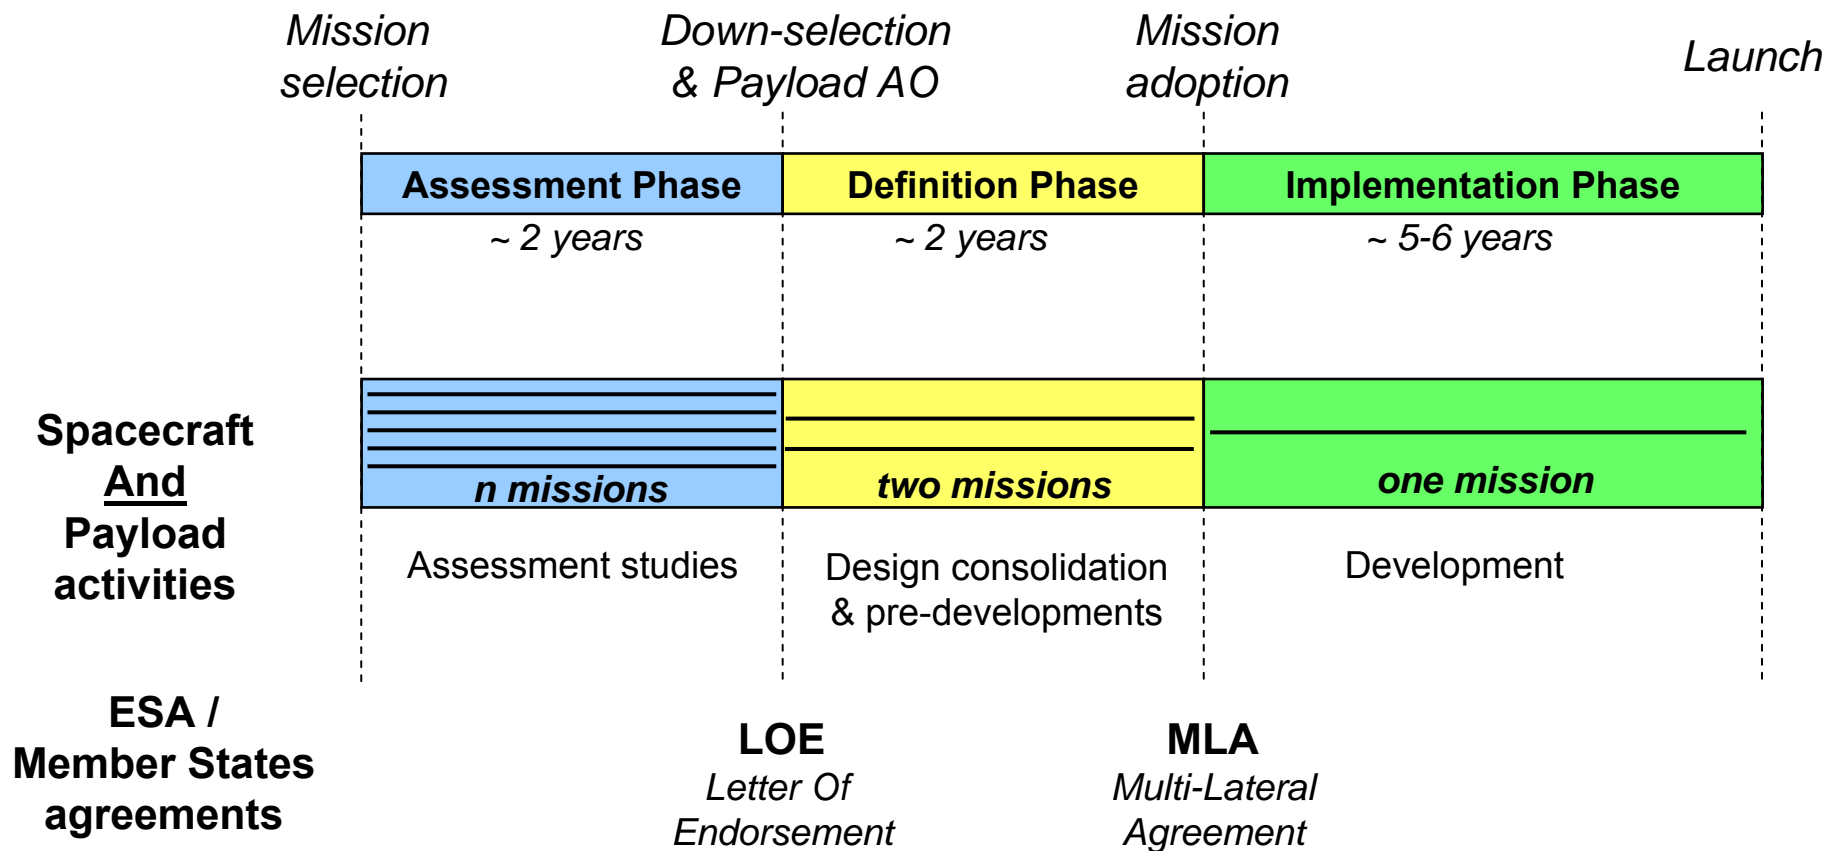 Mission
selection
Down-selection
& Payload AO
Mission
adoption
Launch
Assessment Phase
Definition Phase
Implementation Phase
~ 2 years
~ 2 years
~ 5-6 years
Spacecraft
And
Payload
activities
n missions
two missions
one mission
Assessment studies
Design consolidation
& pre-developments
Development
ESA /
Member States
agreements
LOE
Letter Of
Endorsement
MLA
Multi-Lateral
Agreement